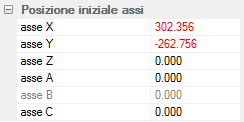 Posizione iniziale assi
asse X 302.356
asse Y -262.756
asse Z 0.000
asse A 0.000
asse B 0.000
asse C 0.000